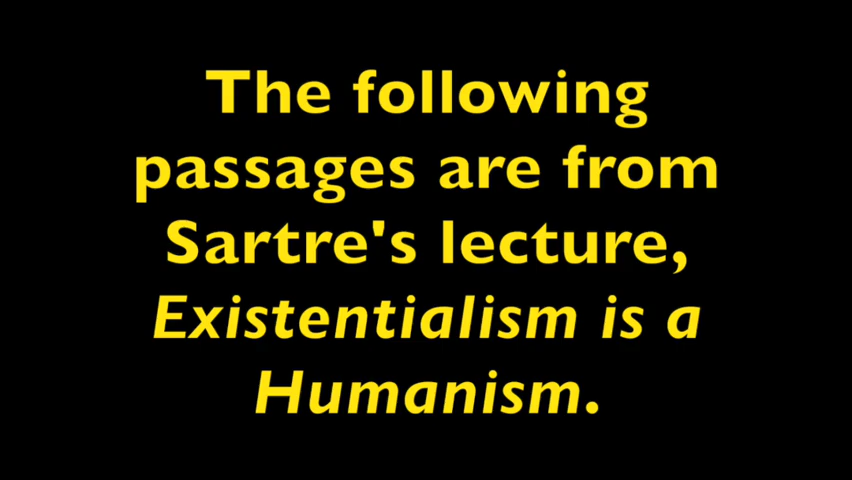 The following
passages are from
Sartre's lecture,
Existentialism is a
Humanism.